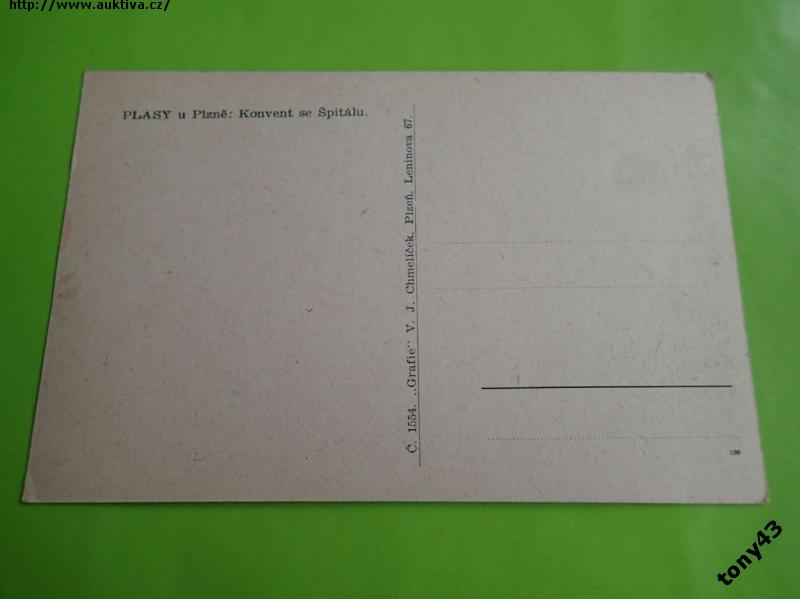 http://www.auktiva.cz/
PLASY u Plzně: Konvent se Špitálu.
Č. 1554. „Grafie“ V. J. Chmelíček, Plzeň, Leninova 67.
tony43